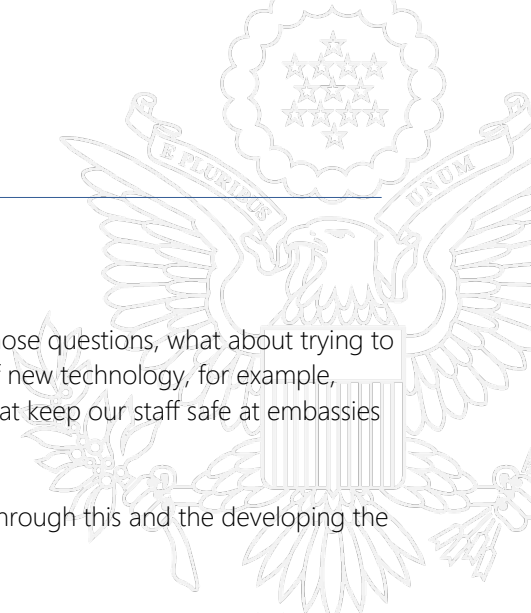 E PLURIBUS
UNUM
ose questions, what about trying to
f new technology, for example,
at keep our staff safe at embassies
hrough this and the developing the